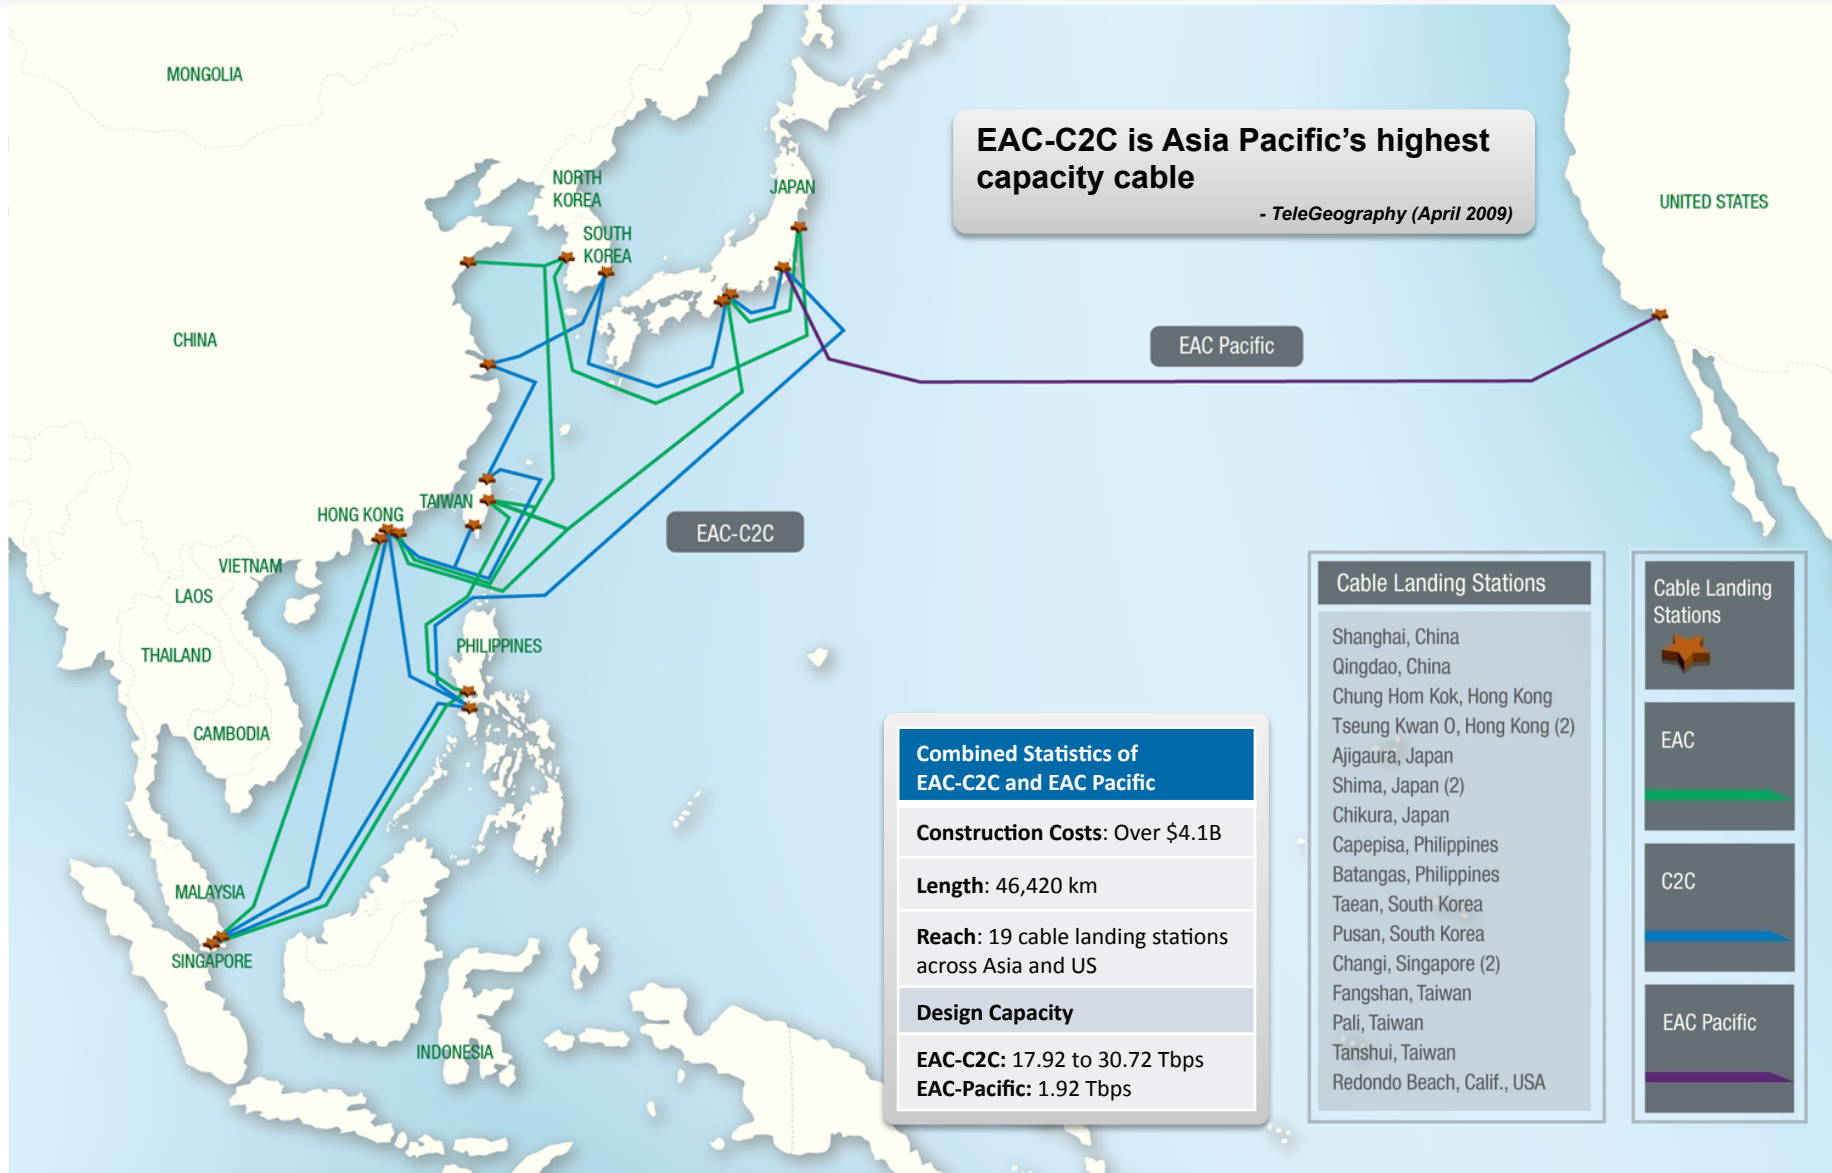 MONGOLIA
NORTH
KOREA
SOUTH
KOREA
JAPAN
CHINA
UNITED STATES
EAC-C2C is Asia Pacific's highest
capacity cable
- TeleGeography (April 2009)
EAC Pacific
TAIWAN
HONG KONG
EAC-C2C
VIETNAM
LAOS
THAILAND
PHILIPPINES
CAMBODIA
MALAYSIA
SINGAPORE
INDONESIA
Combined Statistics of
EAC-C2C and EAC Pacific
Construction Costs: Over $4.1B
Length: 46,420 km
Reach: 19 cable landing stations
across Asia and US
Design Capacity
EAC-C2C: 17.92 to 30.72 Tbps
EAC-Pacific: 1.92 Tbps
Cable Landing Stations
Shanghai, China
Qingdao, China
Chung Hom Kok, Hong Kong
Tseung Kwan O, Hong Kong (2)
Ajigaura, Japan
Shima, Japan (2)
Chikura, Japan
Capepisa, Philippines
Batangas, Philippines
Taean, South Korea
Pusan, South Korea
Changi, Singapore (2)
Fangshan, Taiwan
Pali, Taiwan
Tanshui, Taiwan
Redondo Beach, Calif., USA
Cable Landing
Stations
EAC
C2C
EAC Pacific